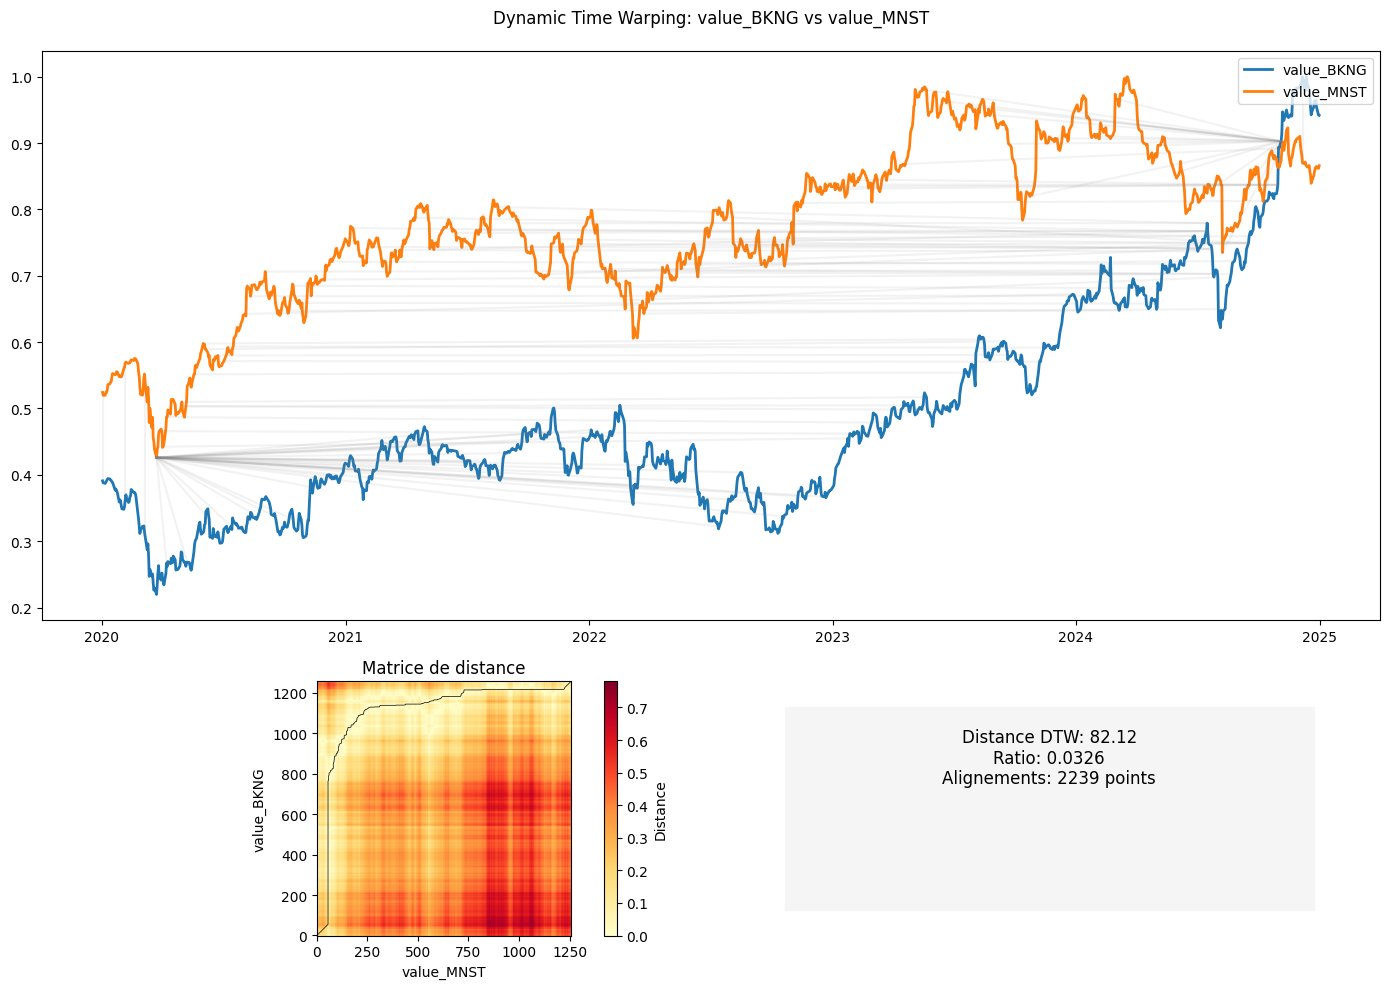 Dynamic Time Warping: value_BKNG vs value_MNST
value_BKNG
value_MNST
1.0
0.9
0.8
0.7
0.6
0.5
0.4
0.3
0.2
2020 2021 2022 2023 2024 2025
Matrice de distance
value_BKNG
1200
1000
800
600
400
200
0
0 250 500 750 1000 1250
value_MNST
0.7
0.6
0.5
0.4
0.3
0.2
0.1
0.0
Distance
Distance DTW: 82.12
Ratio: 0.0326
Alignements: 2239 points